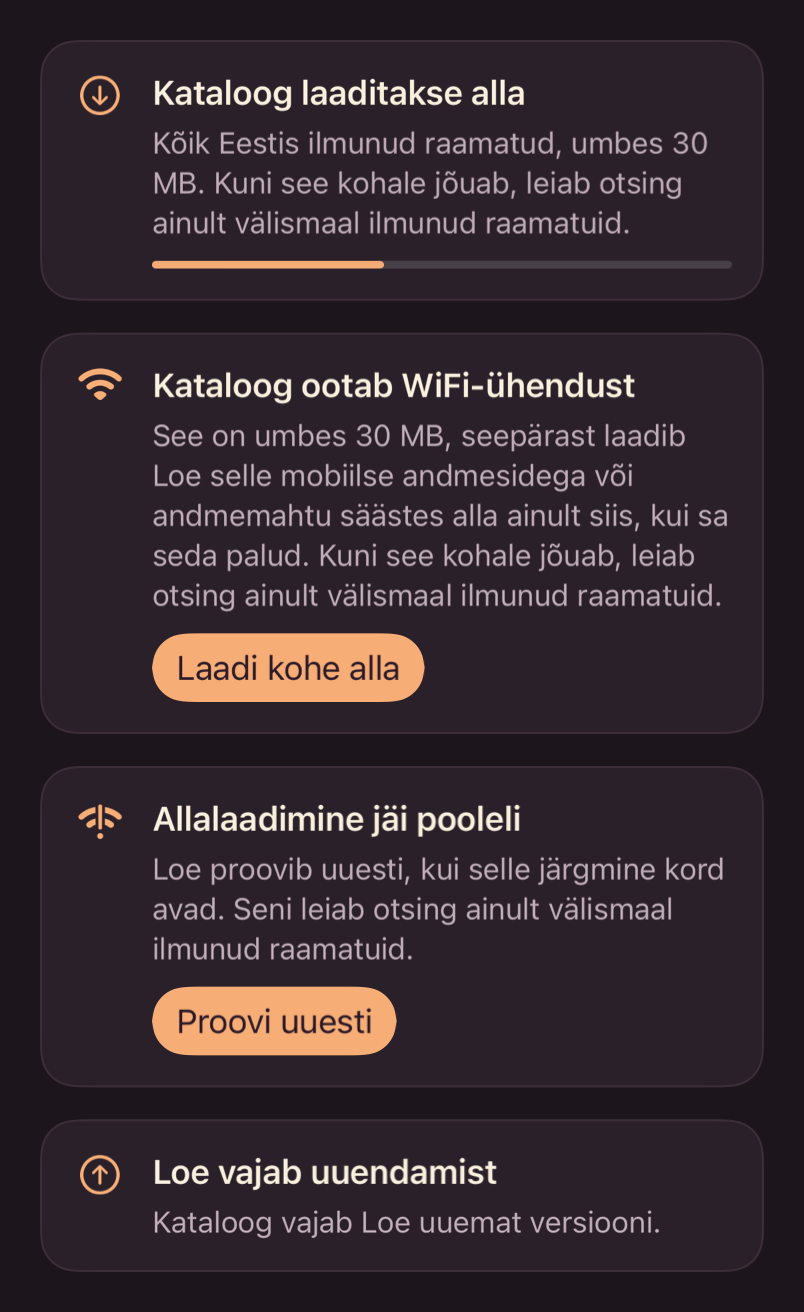 Kataloog laaditakse alla
Kõik Eestis ilmunud raamatud, umbes 30
MB. Kuni see kohale jõuab, leiab otsing
ainult välismaal ilmunud raamatuid.
Kataloog ootab WiFi-ühendust
See on umbes 30 MB, seepärast laadib
Loe selle mobiilse andmesidega või
andmemahtu säästes alla ainult siis, kui sa
seda palud. Kuni see kohale jõuab, leiab
otsing ainult välismaal ilmunud raamatuid.
Laadi kohe alla
Allalaadimine jäi pooleli
Loe proovib uuesti, kui selle järgmine kord
avad. Seni leiab otsing ainult välismaal
ilmunud raamatuid.
Proovi uuesti
Loe vajab uuendamist
Kataloog vajab Loe uuemat versiooni.